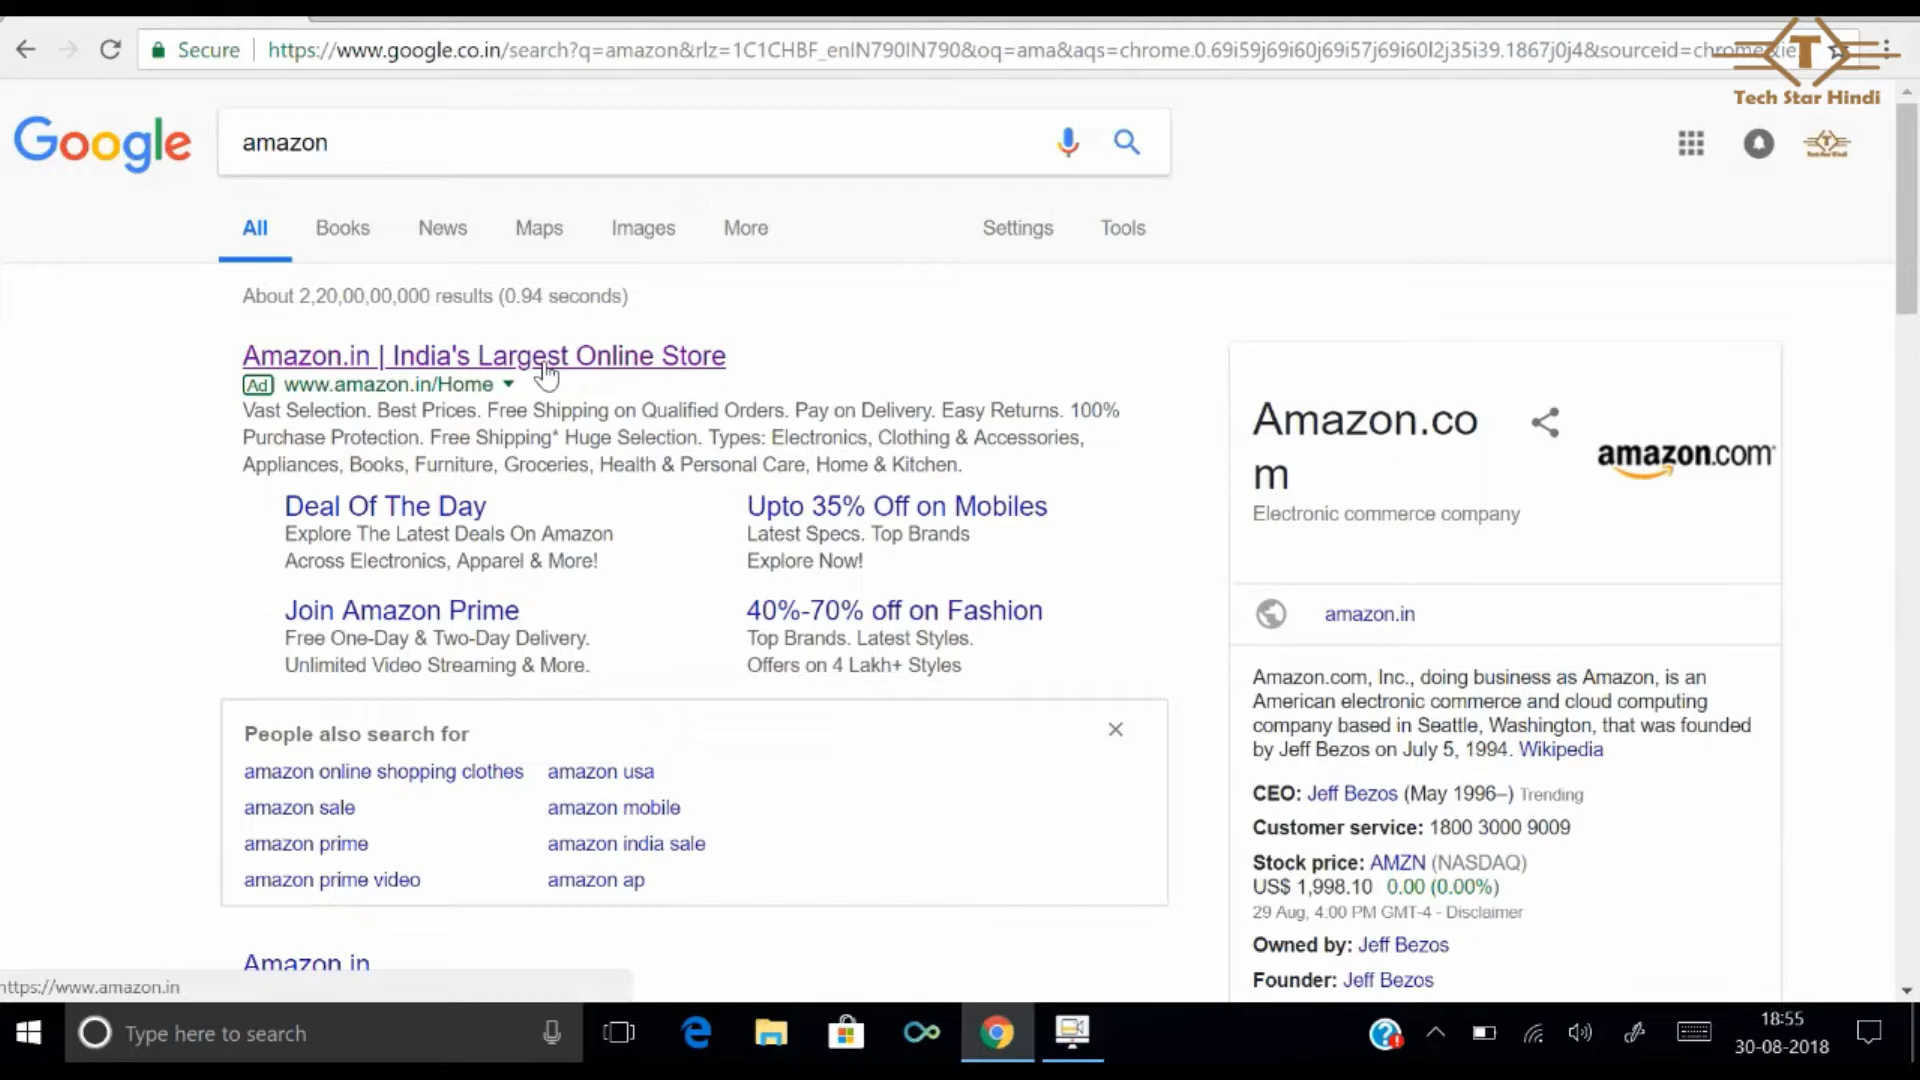 Secure
https://www.google.co.in/search?q=amazon&rlz=1C1CHBF_enIN790IN790&oq=ama&aqs=chrome.0.69i59j69i60j69i57j69i60l2j35i39.1867j0j4&sourceid=chrome&ie
T
Tech Star Hindi
Google
amazon
All Books News Maps Images More Settings Tools
About 2,20,00,00,000 results (0.94 seconds)
Amazon.in | India's Largest Online Store
Ad www.amazon.in/Home
Vast Selection. Best Prices. Free Shipping on Qualified Orders. Pay on Delivery. Easy Returns. 100%
Purchase Protection. Free Shipping* Huge Selection. Types: Electronics, Clothing & Accessories,
Appliances, Books, Furniture, Groceries, Health & Personal Care, Home & Kitchen.
Deal Of The Day
Explore The Latest Deals On Amazon
Across Electronics, Apparel & More!
Upto 35% Off on Mobiles
Latest Specs. Top Brands
Explore Now!
Join Amazon Prime
Free One-Day & Two-Day Delivery.
Unlimited Video Streaming & More.
40%-70% off on Fashion
Top Brands. Latest Styles.
Offers on 4 Lakh+ Styles
People also search for
amazon online shopping clothes
amazon usa
amazon sale
amazon mobile
amazon prime
amazon india sale
amazon prime video
amazon ap
Amazon.in
https://www.amazon.in
Amazon.co
m
amazon.com
Electronic commerce company
amazon.in
Amazon.com, Inc., doing business as Amazon, is an
American electronic commerce and cloud computing
company based in Seattle, Washington, that was founded
by Jeff Bezos on July 5, 1994. Wikipedia
CEO: Jeff Bezos (May 1996–) Trending
Customer service: 1800 3000 9009
Stock price: AMZN (NASDAQ)
US$ 1,998.10 0.00 (0.00%)
29 Aug, 4:00 PM GMT-4 - Disclaimer
Owned by: Jeff Bezos
Founder: Jeff Bezos
Type here to search
18:55
30-08-2018